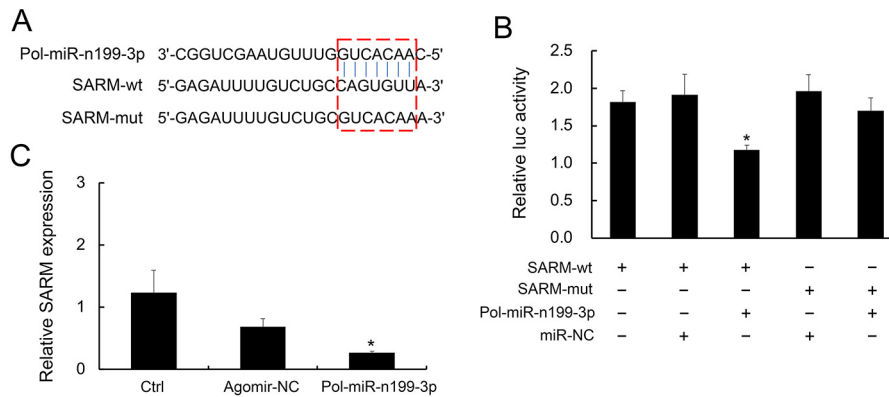 A
Pol-miR-n199-3p 3'-CGGUCGAAUGUUUGGUCACAAC-5'
SARM-wt 5'-GAGAUUUUGUCUGCCAGUGUUA-3'
SARM-mut 5'-GAGAUUUUGUCUGCGUCACAAA-3'
B
Relative luc activity
2.5
2.0
1.5
1.0
0.5
0.0
*
SARM-wt + + + – –
SARM-mut – – – + +
Pol-miR-n199-3p – – + – +
miR-NC – + – + –
C
Relative SARM expression
3
2
1
0
*
Ctrl Agomir-NC Pol-miR-n199-3p